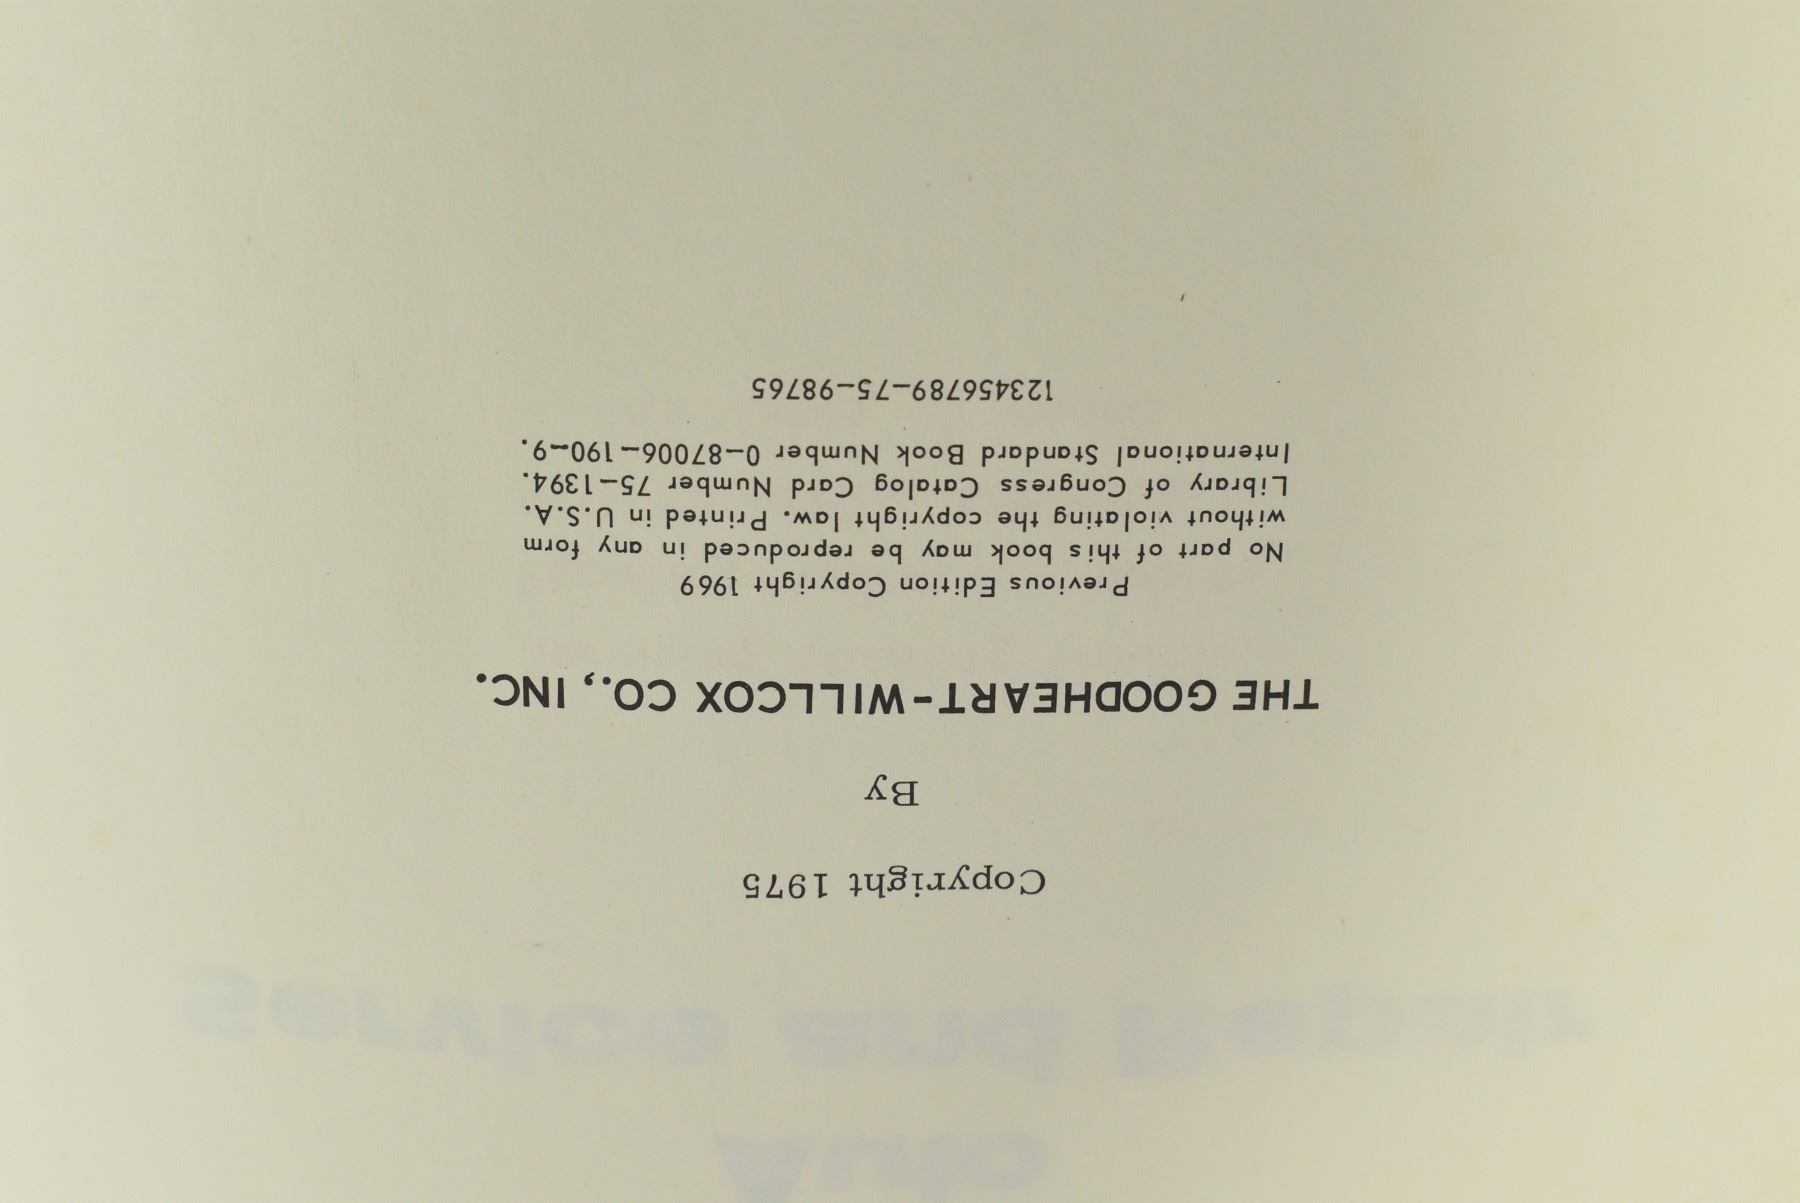 Copyright 1975
By
THE GOODHEART-WILLCOX CO., INC.
Previous Edition Copyright 1969
No part of this book may be reproduced in any form
without violating the copyright law. Printed in U.S.A.
Library of Congress Catalog Card Number 75-1394.
International Standard Book Number 0-87006-190-9.
123456789-75-98765